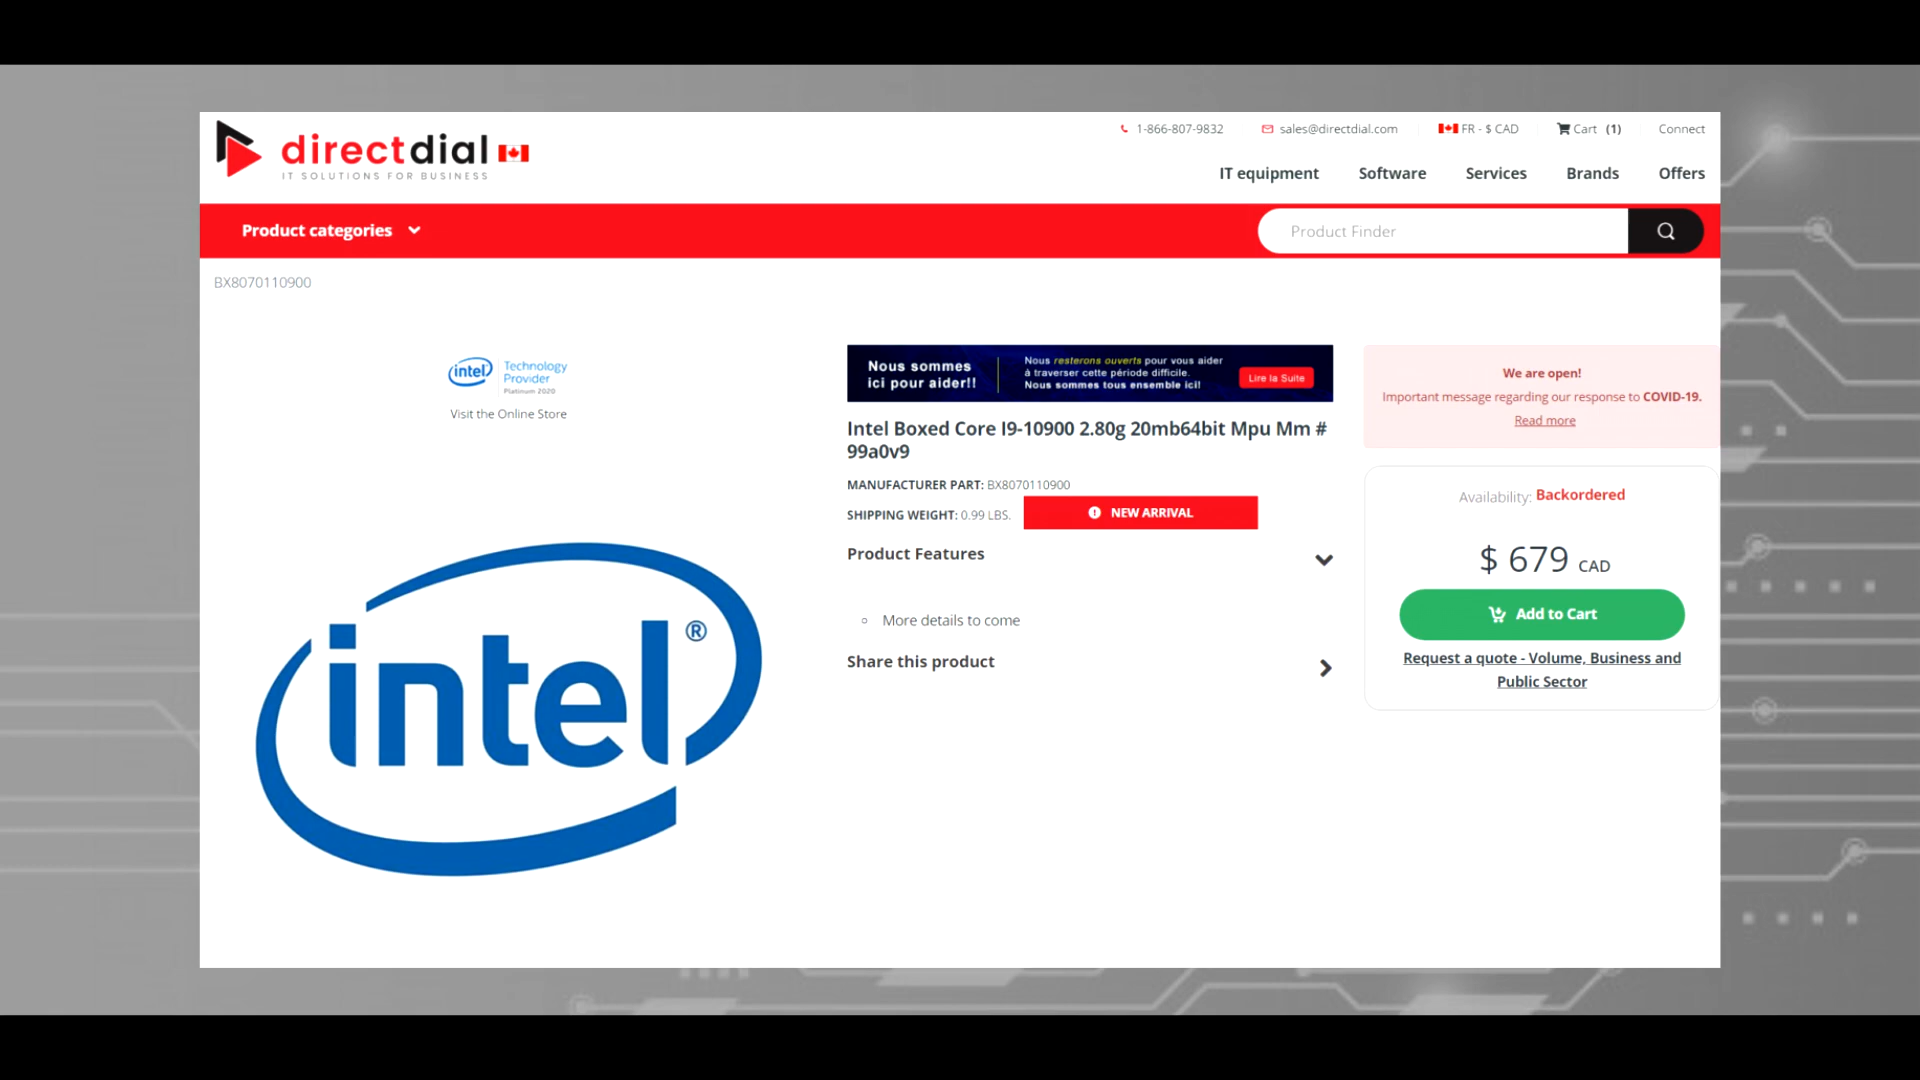 directdial
IT SOLUTIONS FOR BUSINESS
1-866-807-9832
sales@directdial.com
FR - $ CAD
Cart (1)
Connect
IT equipment
Software
Services
Brands
Offers
Product categories
Product Finder
BX8070110900
intel Technology
Provider
Platinum 2020
Visit the Online Store
intel®
Nous sommes
ici pour aider!!
Nous resterons ouverts pour vous aider
à traverser cette période difficile.
Nous sommes tous ensemble ici!
Lire la Suite
Intel Boxed Core I9-10900 2.80g 20mb64bit Mpu Mm #
99a0v9
MANUFACTURER PART: BX8070110900
SHIPPING WEIGHT: 0.99 LBS.
NEW ARRIVAL
Product Features
More details to come
Share this product
We are open!
Important message regarding our response to COVID-19.
Read more
Availability: Backordered
$ 679 CAD
Add to Cart
Request a quote - Volume, Business and
Public Sector